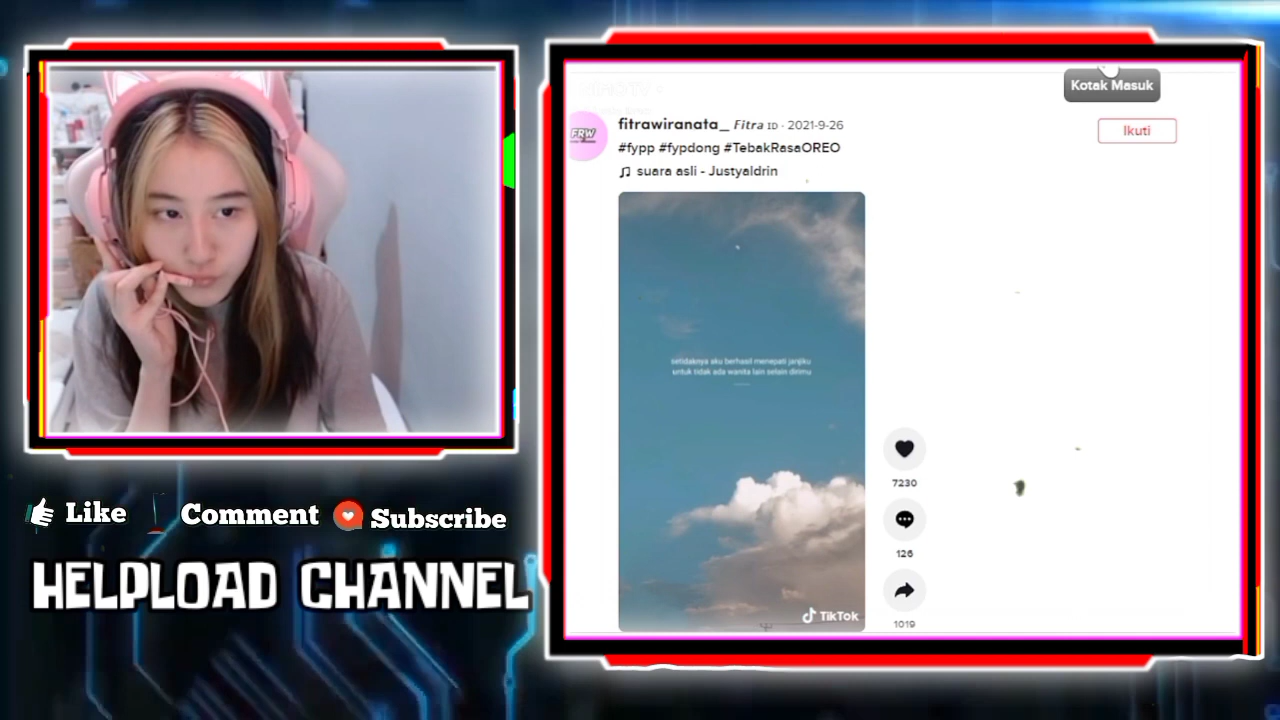 Kotak Masuk
fitrawiranata_ Fitra ID · 2021-9-26
Ikuti
#fypp #fypdong #TebakRasaOREO
suara asli - Justyaldrin
FRW
setidaknya aku berhasil menepati janjiku
untuk tidak ada wanita lain selain dirimu
7230
126
TikTok
1019
Like
Comment
Subscribe
HELPLOAD CHANNEL